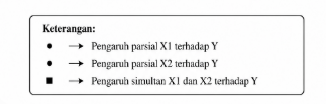 Keterangan:
● → Pengaruh parsial X1 terhadap Y
● → Pengaruh parsial X2 terhadap Y
■ → Pengaruh simultan X1 dan X2 terhadap Y